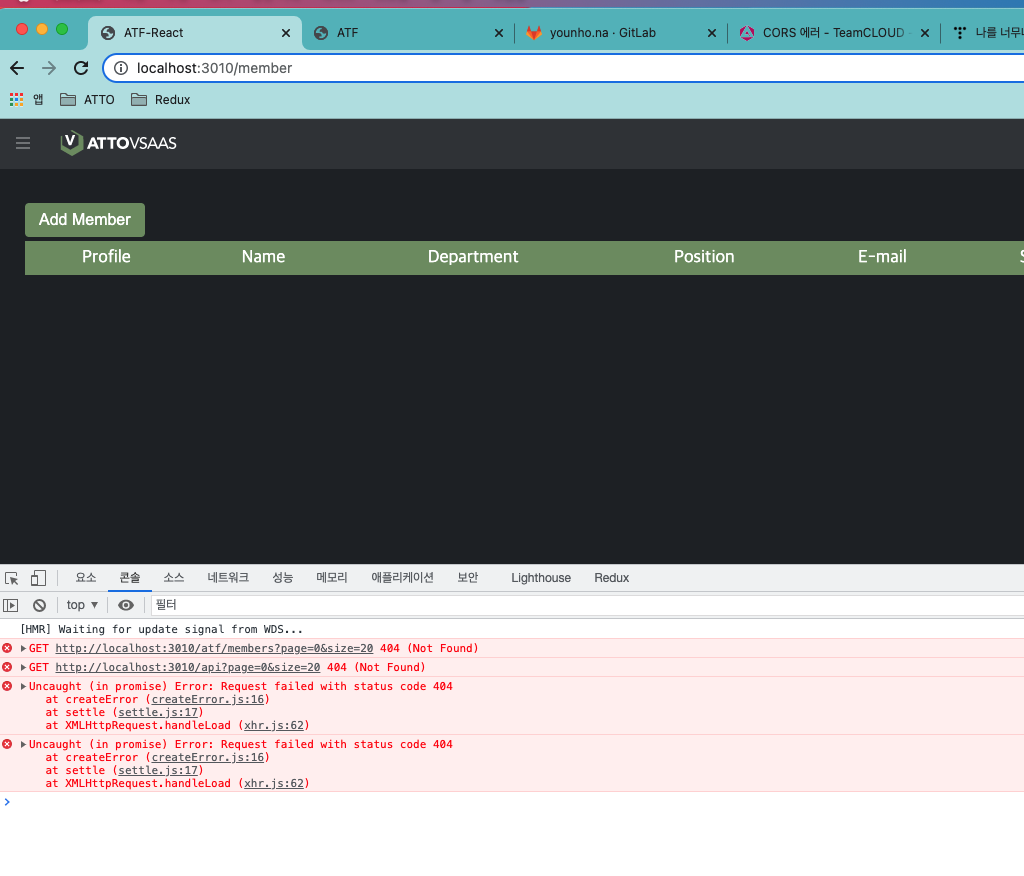 ATF-React
ATF
younho.na · GitLab
CORS 에러 - TeamCLOUD
나를 너무
localhost:3010/member
앱
ATTO
Redux
V ATTOVSAAS
Add Member
Profile Name Department Position E-mail S
요소 콘솔 소스 네트워크 성능 메모리 애플리케이션 보안 Lighthouse Redux
top ▼ 필터
[HMR] Waiting for update signal from WDS...
GET http://localhost:3010/atf/members?page=0&size=20 404 (Not Found)
GET http://localhost:3010/api?page=0&size=20 404 (Not Found)
Uncaught (in promise) Error: Request failed with status code 404
at createError (createError.js:16)
at settle (settle.js:17)
at XMLHttpRequest.handleLoad (xhr.js:62)
Uncaught (in promise) Error: Request failed with status code 404
at createError (createError.js:16)
at settle (settle.js:17)
at XMLHttpRequest.handleLoad (xhr.js:62)